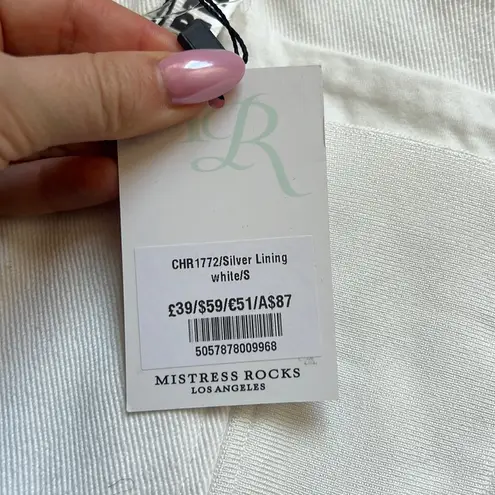 CHR1772/Silver Lining
white/S
£39/$59/€51/A$87
5057878009968
MISTRESS ROCKS
LOS ANGELES